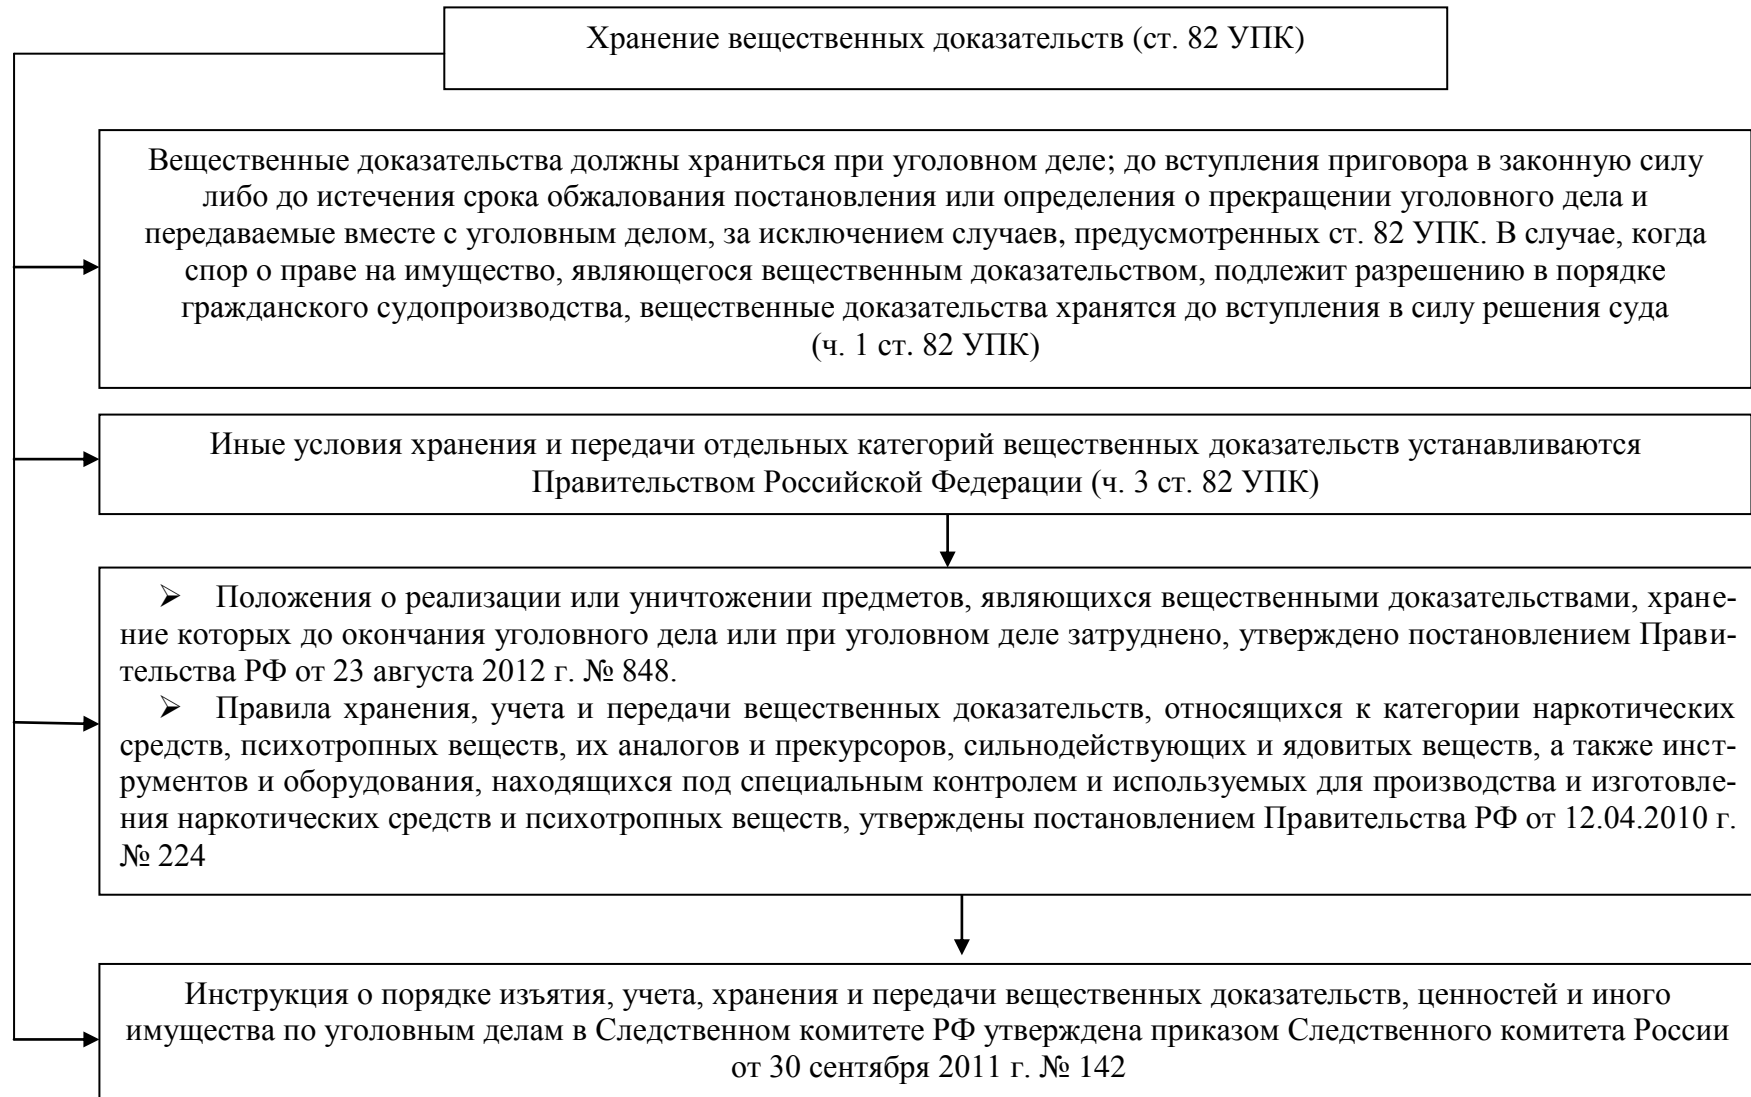 Хранение вещественных доказательств (ст. 82 УПК)
Вещественные доказательства должны храниться при уголовном деле; до вступления приговора в законную силу
либо до истечения срока обжалования постановления или определения о прекращении уголовного дела и
передаваемые вместе с уголовным делом, за исключением случаев, предусмотренных ст. 82 УПК. В случае, когда
спор о праве на имущество, являющегося вещественным доказательством, подлежит разрешению в порядке
гражданского судопроизводства, вещественные доказательства хранятся до вступления в силу решения суда
(ч. 1 ст. 82 УПК)
Иные условия хранения и передачи отдельных категорий вещественных доказательств устанавливаются
Правительством Российской Федерации (ч. 3 ст. 82 УПК)
➢ Положения о реализации или уничтожении предметов, являющихся вещественными доказательствами, хране-
ние которых до окончания уголовного дела или при уголовном деле затруднено, утверждено постановлением Прави-
тельства РФ от 23 августа 2012 г. № 848.
➢ Правила хранения, учета и передачи вещественных доказательств, относящихся к категории наркотических
средств, психотропных веществ, их аналогов и прекурсоров, сильнодействующих и ядовитых веществ, а также инст-
рументов и оборудования, находящихся под специальным контролем и используемых для производства и изготовле-
ния наркотических средств и психотропных веществ, утверждены постановлением Правительства РФ от 12.04.2010 г.
№ 224
Инструкция о порядке изъятия, учета, хранения и передачи вещественных доказательств, ценностей и иного
имущества по уголовным делам в Следственном комитете РФ утверждена приказом Следственного комитета России
от 30 сентября 2011 г. № 142